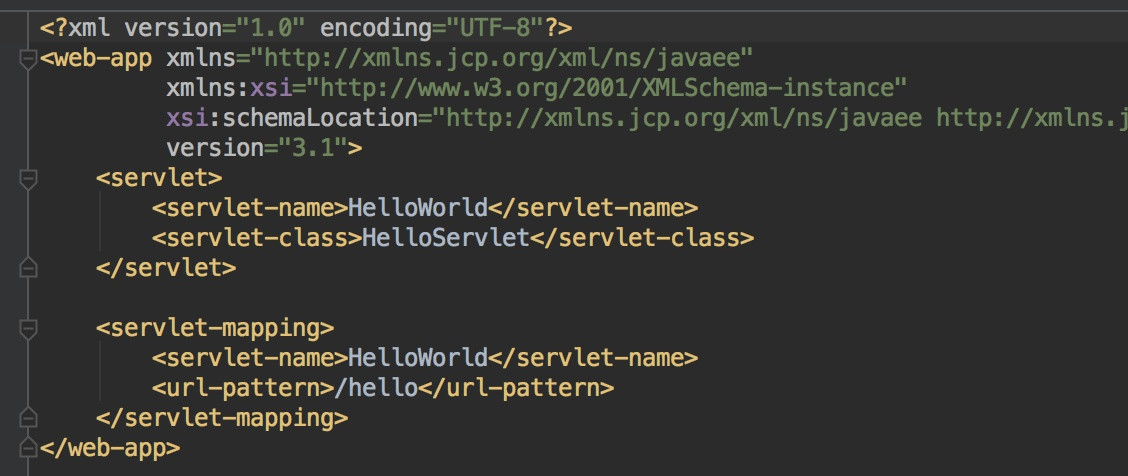 <?xml version="1.0" encoding="UTF-8"?>
<web-app xmlns="http://xmlns.jcp.org/xml/ns/javaee"
xmlns:xsi="http://www.w3.org/2001/XMLSchema-instance"
xsi:schemaLocation="http://xmlns.jcp.org/xml/ns/javaee http://xmlns.j
version="3.1">
<servlet>
<servlet-name>HelloWorld</servlet-name>
<servlet-class>HelloServlet</servlet-class>
</servlet>
<servlet-mapping>
<servlet-name>HelloWorld</servlet-name>
<url-pattern>/hello</url-pattern>
</servlet-mapping>
</web-app>